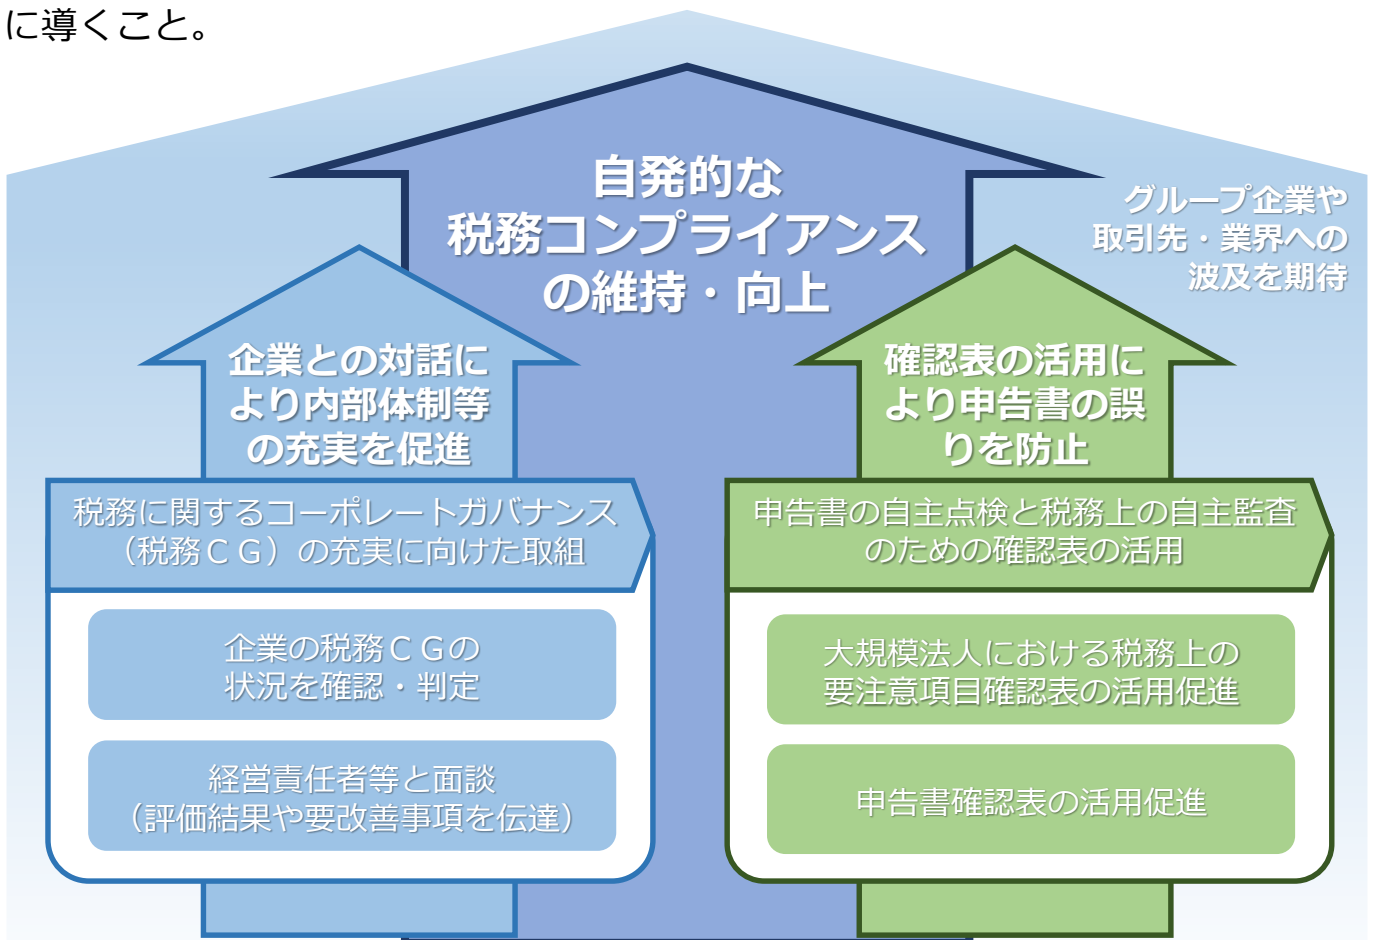 に導くこと。
自発的な
税務コンプライアンス
の維持・向上
グループ企業や
取引先・業界への
波及を期待
企業との対話に
より内部体制等
の充実を促進
税務に関するコーポレートガバナンス
（税務ＣＧ）の充実に向けた取組
企業の税務ＣＧの
状況を確認・判定
経営責任者等と面談
（評価結果や要改善事項を伝達）
確認表の活用に
より申告書の誤
りを防止
申告書の自主点検と税務上の自主監査
のための確認表の活用
大規模法人における税務上の
要注意項目確認表の活用促進
申告書確認表の活用促進